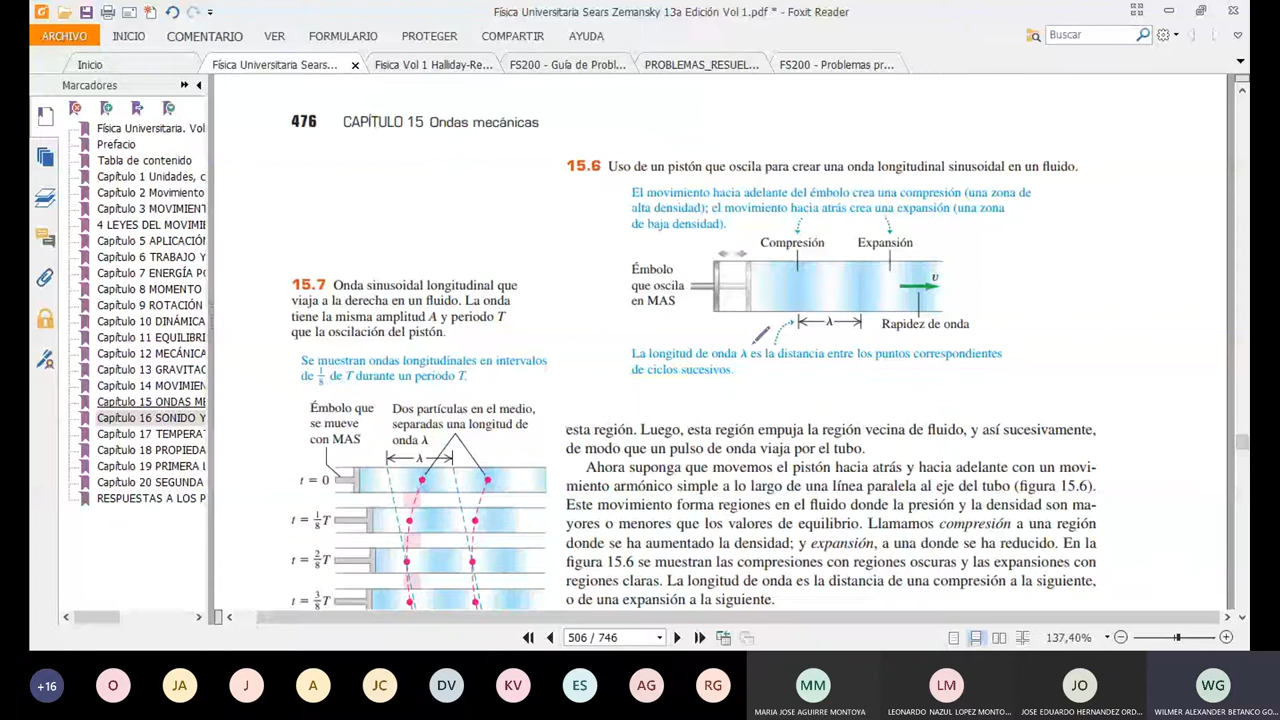 Física Universitaria Sears Zemansky 13a Edición Vol 1.pdf * - Foxit Reader
ARCHIVO INICIO COMENTARIO VER FORMULARIO PROTEGER COMPARTIR AYUDA Buscar
Inicio Física Universitaria Sears... Fisica Vol 1 Halliday-Re... FS200 - Guía de Probl... PROBLEMAS_RESUEL... FS200 - Problemas pr...
Marcadores
Física Universitaria. Vol
Prefacio
Tabla de contenido
Capítulo 1 Unidades, c
Capítulo 2 Movimiento
Capítulo 3 MOVIMIENT
4 LEYES DEL MOVIMIEN
Capítulo 5 APLICACIÓN
Capítulo 6 TRABAJO Y
Capítulo 7 ENERGÍA PO
Capítulo 8 MOMENTO
Capítulo 9 ROTACIÓN
Capítulo 10 DINÁMICA
Capítulo 11 EQUILIBRI
Capítulo 12 MECÁNICA
Capítulo 13 GRAVITAC
Capítulo 14 MOVIMIEN
Capítulo 15 ONDAS ME
Capítulo 16 SONIDO Y
Capítulo 17 TEMPERAT
Capítulo 18 PROPIEDA
Capítulo 19 PRIMERA L
Capítulo 20 SEGUNDA
RESPUESTAS A LOS P
476 CAPÍTULO 15 Ondas mecánicas
15.6 Uso de un pistón que oscila para crear una onda longitudinal sinusoidal en un fluido.
El movimiento hacia adelante del émbolo crea una compresión (una zona de
alta densidad); el movimiento hacia atrás crea una expansión (una zona
de baja densidad).
Compresión Expansión
Émbolo
que oscila
en MAS
υ
λ
Rapidez de onda
La longitud de onda λ es la distancia entre los puntos correspondientes
de ciclos sucesivos.
15.7 Onda sinusoidal longitudinal que
viaja a la derecha en un fluido. La onda
tiene la misma amplitud A y periodo T
que la oscilación del pistón.
Se muestran ondas longitudinales en intervalos
de 1/8 de T durante un periodo T.
Émbolo que
se mueve
con MAS
Dos partículas en el medio,
separadas una longitud de
onda λ
λ
t = 0
t = 1/8 T
t = 2/8 T
t = 3/8 T
esta región. Luego, esta región empuja la región vecina de fluido, y así sucesivamente,
de modo que un pulso de onda viaja por el tubo.
Ahora suponga que movemos el pistón hacia atrás y hacia adelante con un movi-
miento armónico simple a lo largo de una línea paralela al eje del tubo (figura 15.6).
Este movimiento forma regiones en el fluido donde la presión y la densidad son ma-
yores o menores que los valores de equilibrio. Llamamos compresión a una región
donde se ha aumentado la densidad; y expansión, a una donde se ha reducido. En la
figura 15.6 se muestran las compresiones con regiones oscuras y las expansiones con
regiones claras. La longitud de onda es la distancia de una compresión a la siguiente,
o de una expansión a la siguiente.
506 / 746 137,40%
+16 O JA J A JC DV KV ES AG RG MM LM JO WG
MARIA JOSE AGUIRRE MONTOYA LEONARDO NAZUL LOPEZ MONTO... JOSE EDUARDO HERNANDEZ ORD... WILMER ALEXANDER BETANCO GO...